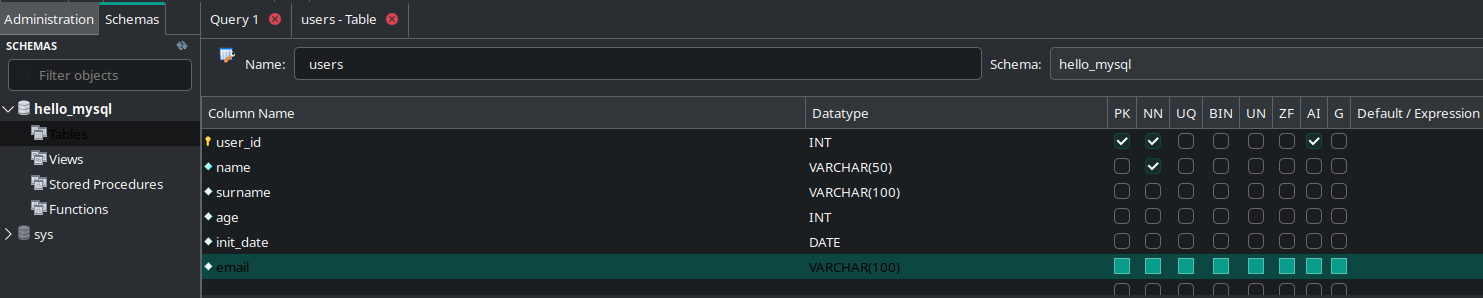 Administration Schemas Query 1 users - Table
SCHEMAS
Filter objects
hello_mysql
Tables
Views
Stored Procedures
Functions
sys
Name: users Schema: hello_mysql
Column Name Datatype PK NN UQ BIN UN ZF AI G Default / Expression
user_id INT
name VARCHAR(50)
surname VARCHAR(100)
age INT
init_date DATE
email VARCHAR(100)